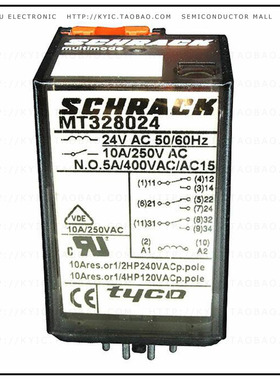 U ELECTRONIC HTTP://KYIC.TAOBAO.COM SEMICONDUCTOR MALL
multimode
SCHRACK
MT328024
24V AC 50/60Hz
10A/250V AC
N.O.5A/400VAC/AC15
(1)11 (4)12
(3)14
(6)21 (5)22
(7)24
(11)31 (8)32
(9)34
VDE
10A/250VAC
(2) (10)
A1 A2
10Ares.or1/2HP240VACp.pole
10Ares.or1/4HP120VACp.pole
tyco